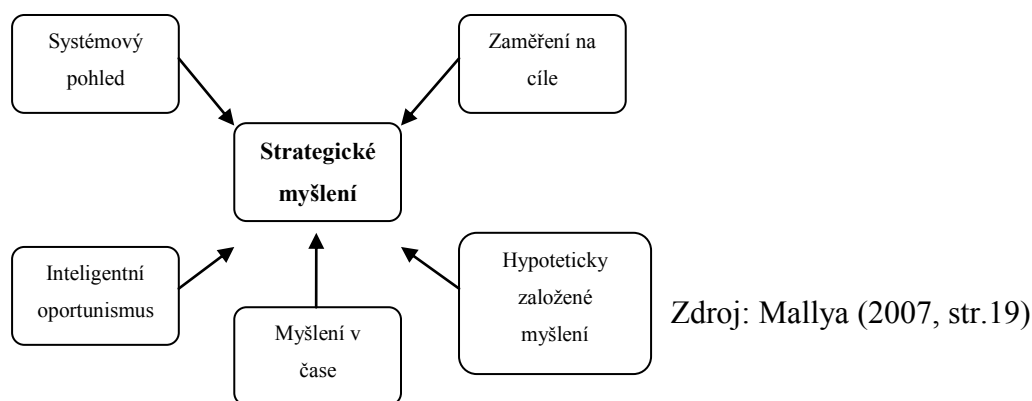 Systémový
pohled
Zaměření na
cíle
Strategické
myšlení
Inteligentní
oportunismus
Myšlení v
čase
Hypoteticky
založené
myšlení
Zdroj: Mallya (2007, str.19)